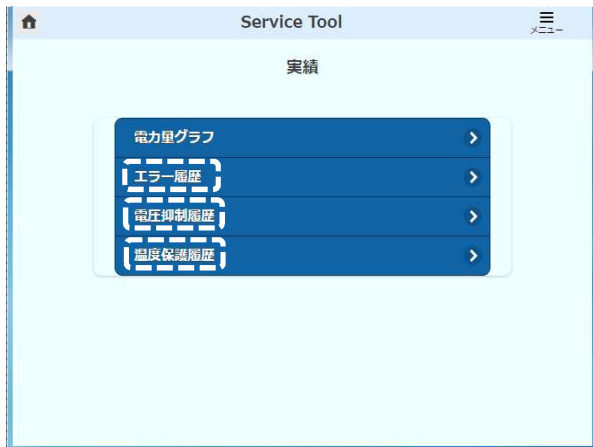 Service Tool
メニュー
実績
電力量グラフ
エラー履歴
電圧抑制履歴
温度保護履歴